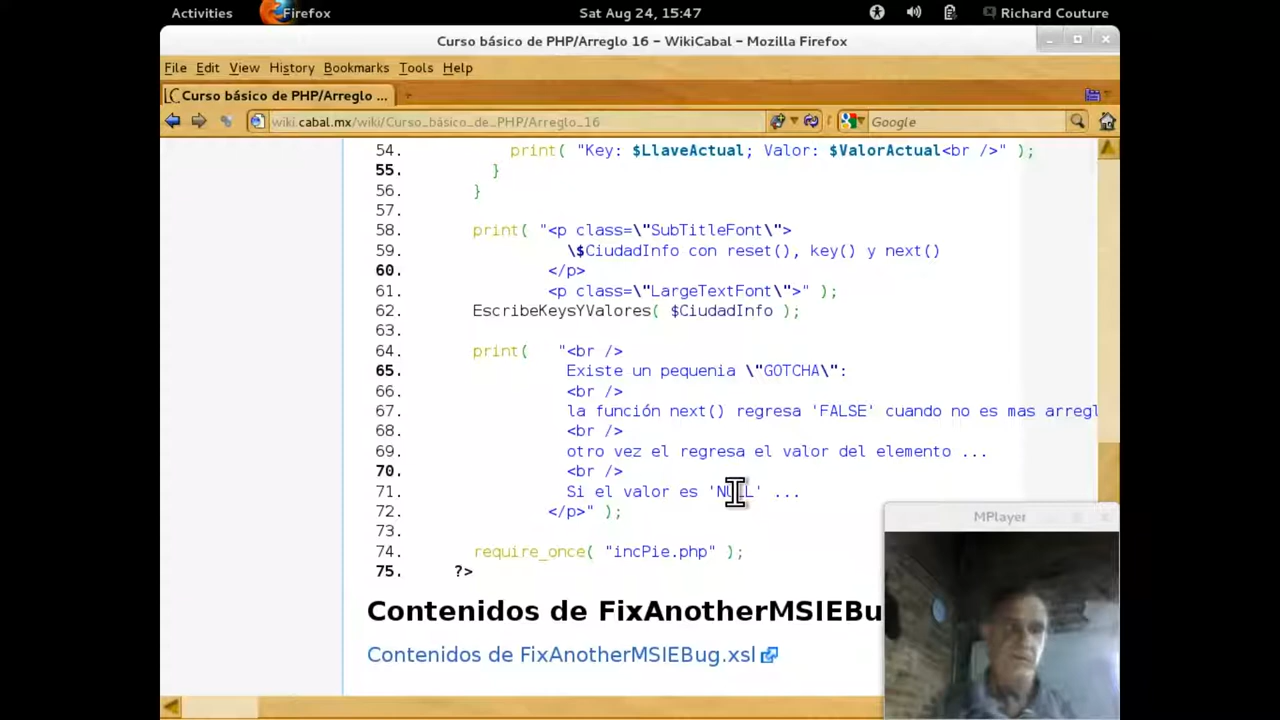 Activities Firefox Sat Aug 24, 15:47 Richard Couture
Curso básico de PHP/Arreglo 16 – WikiCabal – Mozilla Firefox
File Edit View History Bookmarks Tools Help
Curso básico de PHP/Arreglo ...
wiki.cabal.mx/wiki/Curso_básico_de_PHP/Arreglo_16 Google
54. print( "Key: $LlaveActual; Valor: $ValorActual<br />" );
55. }
56. }
57.
58. print( "<p class=\"SubTitleFont\">
59. \$CiudadInfo con reset(), key() y next()
60. </p>
61. <p class=\"LargeTextFont\">" );
62. EscribeKeysYValores( $CiudadInfo );
63.
64. print( "<br />
65. Existe un pequenia \"GOTCHA\":
66. <br />
67. la función next() regresa 'FALSE' cuando no es mas arregl
68. <br />
69. otro vez el regresa el valor del elemento ...
70. <br />
71. Si el valor es 'NULL' ...
72. </p>" );
73.
74. require_once( "incPie.php" );
75. ?>
MPlayer
Contenidos de FixAnotherMSIEBu
Contenidos de FixAnotherMSIEBug.xsl